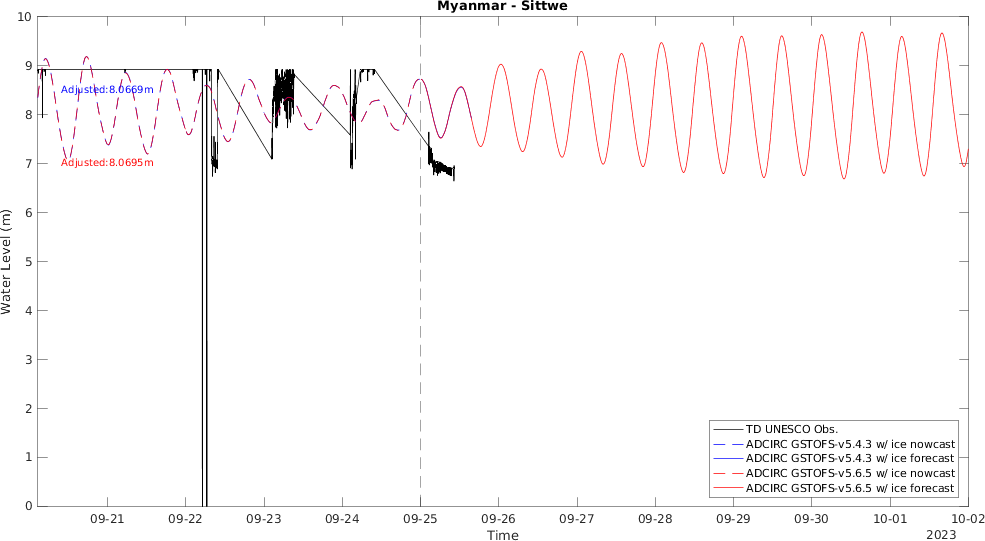 Myanmar - Sittwe
10
9
8
7
6
5
4
3
2
1
0
Water Level (m)
Adjusted:8.0669m
Adjusted:8.0695m
TD UNESCO Obs.
ADCIRC GSTOFS-v5.4.3 w/ ice nowcast
ADCIRC GSTOFS-v5.4.3 w/ ice forecast
ADCIRC GSTOFS-v5.6.5 w/ ice nowcast
ADCIRC GSTOFS-v5.6.5 w/ ice forecast
09-21 09-22 09-23 09-24 09-25 09-26 09-27 09-28 09-29 09-30 10-01 10-02
Time
2023